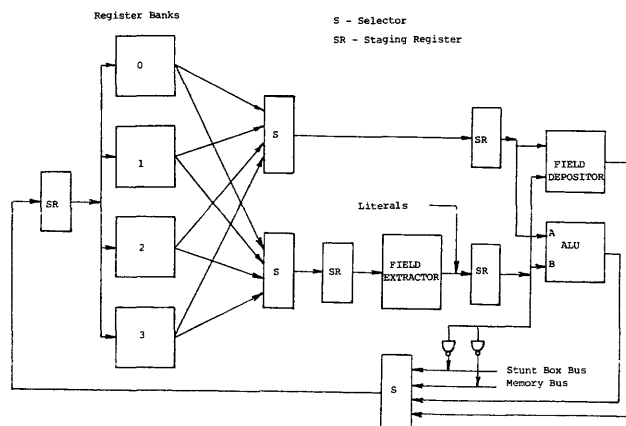 Register Banks
S - Selector
SR - Staging Register
0
1
2
3
S
S
SR
SR
SR
SR
Literals
FIELD
EXTRACTOR
FIELD
DEPOSITOR
A
B
ALU
Stunt Box Bus
Memory Bus
S